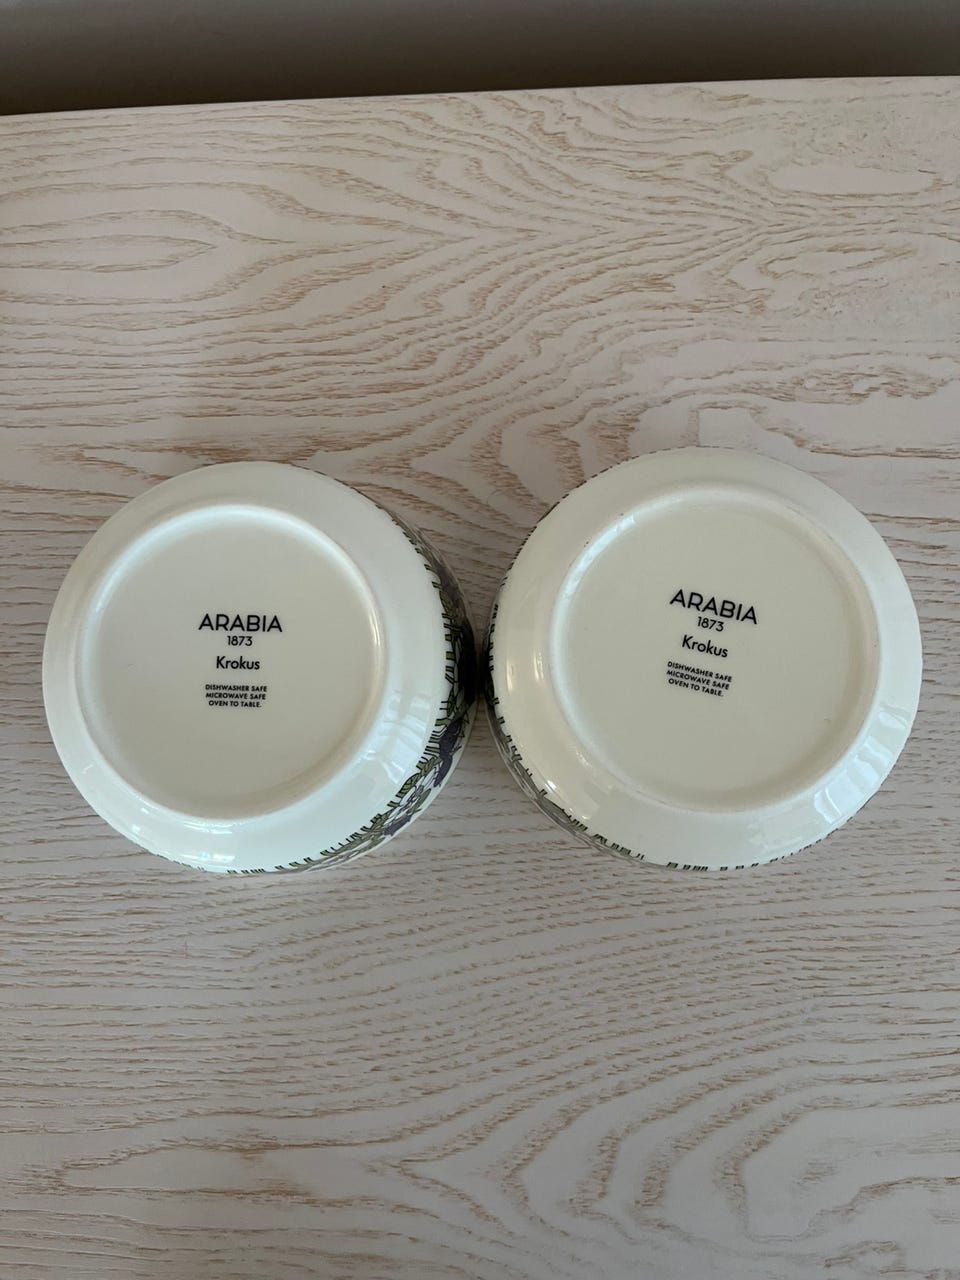 ARABIA
1873
Krokus
DISHWASHER SAFE
MICROWAVE SAFE
OVEN TO TABLE.
ARABIA
1873
Krokus
DISHWASHER SAFE
MICROWAVE SAFE
OVEN TO TABLE.